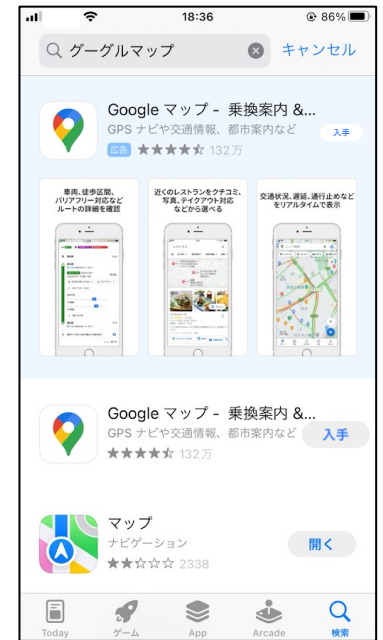 18:36
86%
グーグルマップ
キャンセル
Google マップ - 乗換案内 &...
GPS ナビや交通情報、都市案内など
入手
広告 ★★★★⯪ 132万
車両、徒歩区間、
バリアフリー対応など
ルートの詳細を確認
近くのレストランをクチコミ、
写真、テイクアウト対応
などから選べる
交通状況、遅延、通行止めなど
をリアルタイムで表示
Google マップ - 乗換案内 &...
GPS ナビや交通情報、都市案内など
入手
★★★★⯪ 132万
マップ
ナビゲーション
開く
★★☆☆☆ 2338
Today
ゲーム
App
Arcade
検索